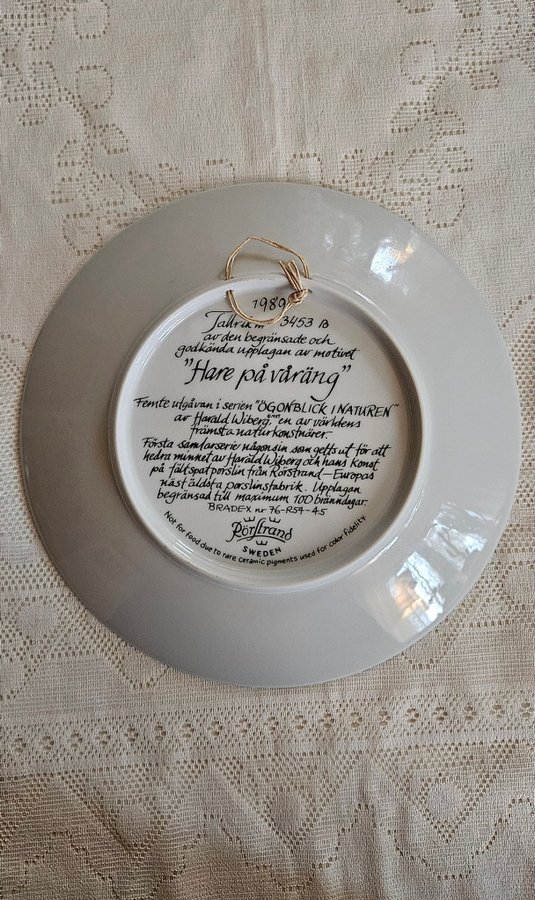 1989
Tallrik nr 3453 B
av den begränsade och
godkända upplagan av motivet
"Hare på våräng"
Femte utgåvan i serien "ÖGONBLICK I NATUREN"
av Harald Wiberg, en av världens
främsta naturkonstnärer.
Första samlarserie någonsin som getts ut för att
hedra minnet av Harald Wiberg och hans konst
på fältspatporslin från Rörstrand—Europas
näst äldsta porslinsfabrik. Upplagan
begränsad till maximum 100 bränndagar.
BRADEX nr 76-R54-4.5
Rörstrand
SWEDEN
Not for food due to rare ceramic pigments used for color fidelity.